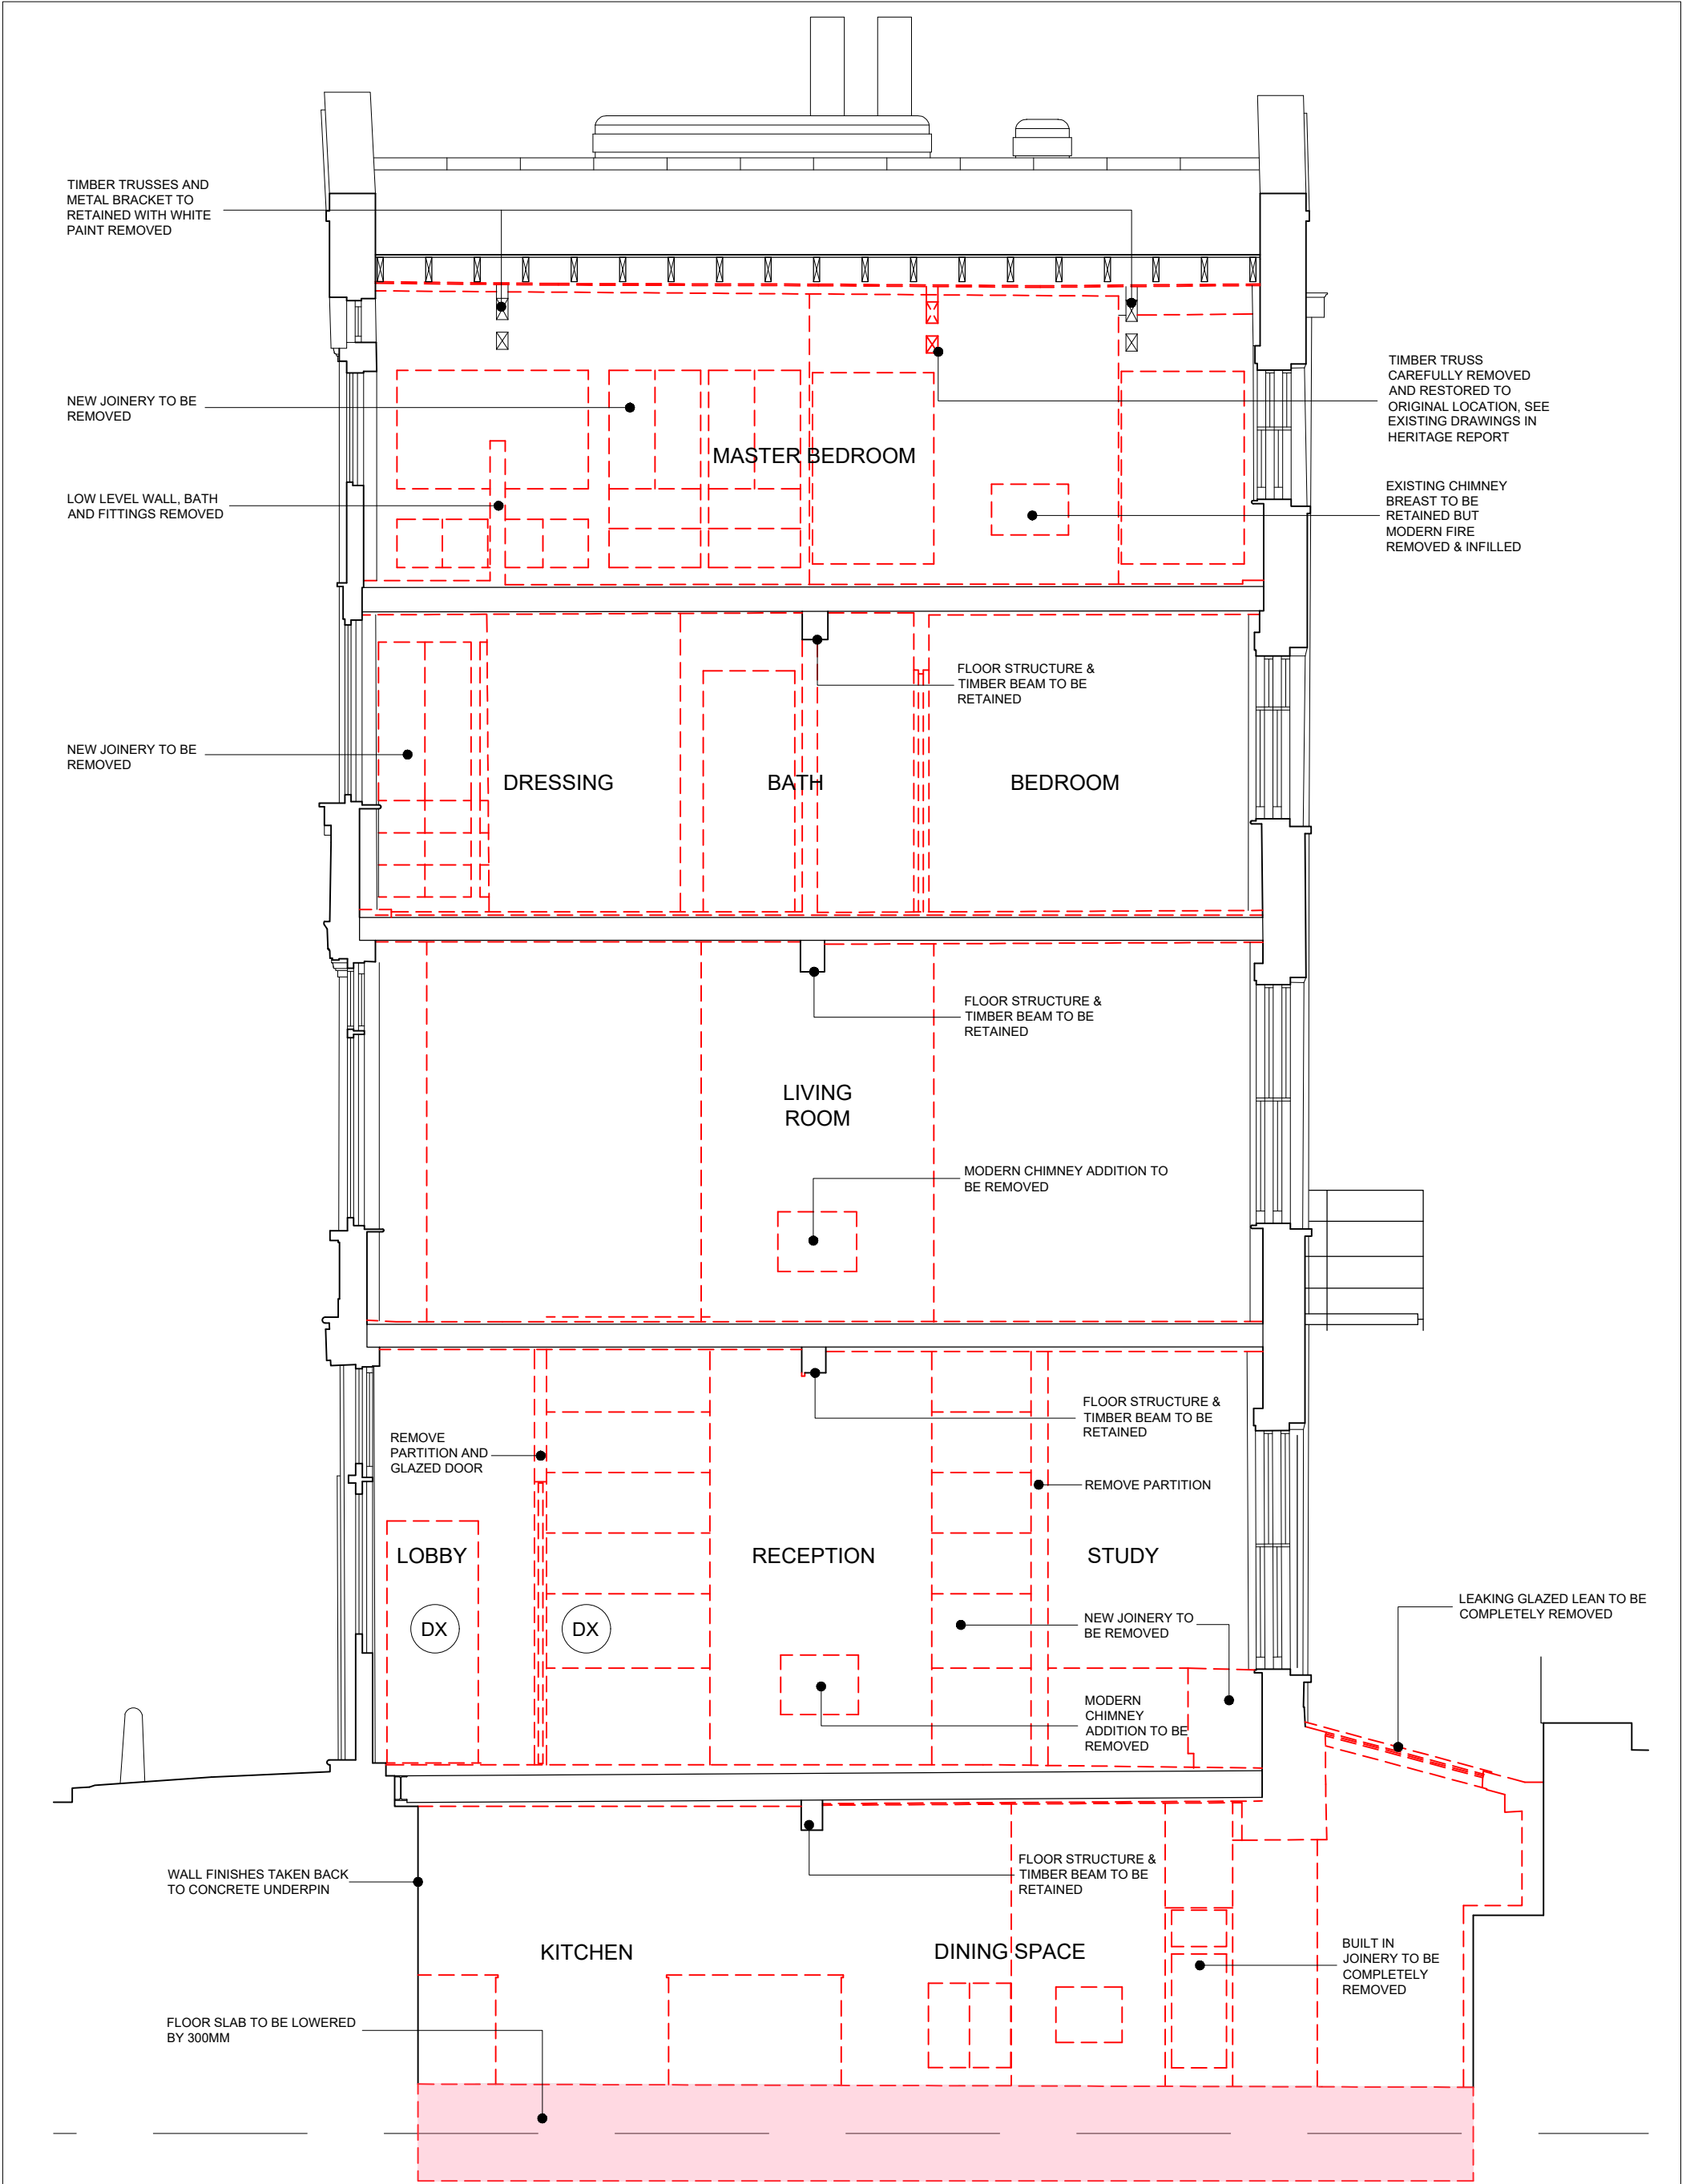 TIMBER TRUSSES AND
METAL BRACKET TO
RETAINED WITH WHITE
PAINT REMOVED
TIMBER TRUSS
CAREFULLY REMOVED
AND RESTORED TO
ORIGINAL LOCATION, SEE
EXISTING DRAWINGS IN
HERITAGE REPORT
NEW JOINERY TO BE
REMOVED
MASTER BEDROOM
LOW LEVEL WALL, BATH
AND FITTINGS REMOVED
EXISTING CHIMNEY
BREAST TO BE
RETAINED BUT
MODERN FIRE
REMOVED & INFILLED
FLOOR STRUCTURE &
TIMBER BEAM TO BE
RETAINED
NEW JOINERY TO BE
REMOVED
DRESSING
BATH
BEDROOM
FLOOR STRUCTURE &
TIMBER BEAM TO BE
RETAINED
LIVING
ROOM
MODERN CHIMNEY ADDITION TO
BE REMOVED
FLOOR STRUCTURE &
TIMBER BEAM TO BE
RETAINED
REMOVE
PARTITION AND
GLAZED DOOR
REMOVE PARTITION
LOBBY
RECEPTION
STUDY
DX
DX
NEW JOINERY TO
BE REMOVED
LEAKING GLAZED LEAN TO BE
COMPLETELY REMOVED
MODERN
CHIMNEY
ADDITION TO BE
REMOVED
WALL FINISHES TAKEN BACK
TO CONCRETE UNDERPIN
FLOOR STRUCTURE &
TIMBER BEAM TO BE
RETAINED
KITCHEN
DINING SPACE
BUILT IN
JOINERY TO BE
COMPLETELY
REMOVED
FLOOR SLAB TO BE LOWERED
BY 300MM